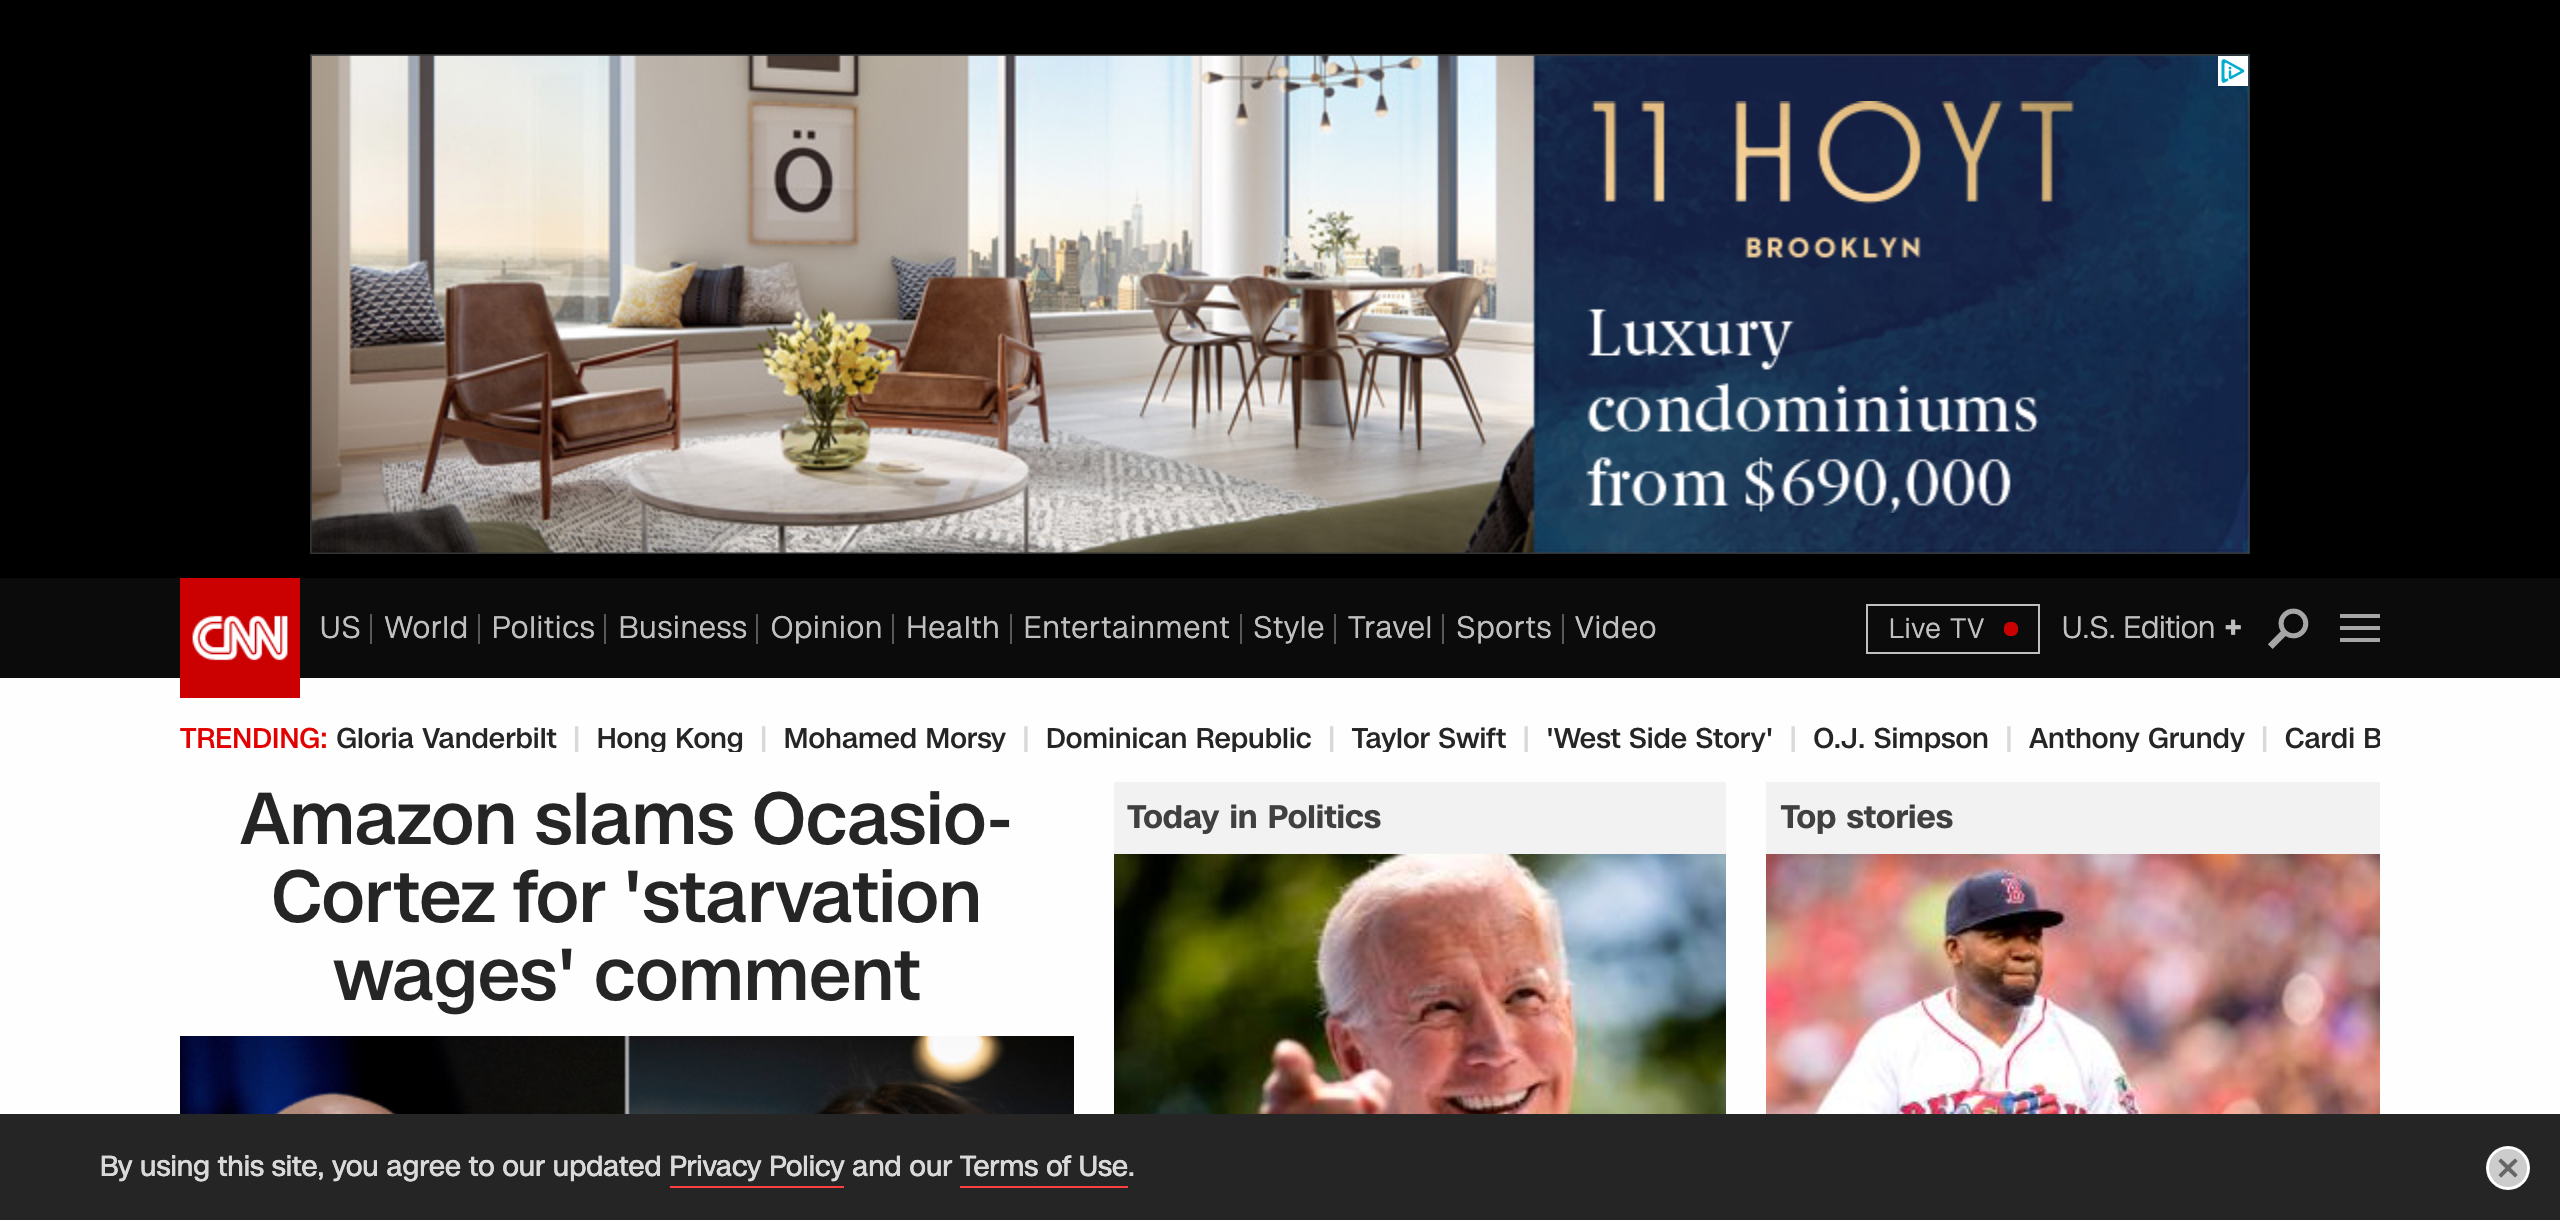 Ö
11 HOYT
BROOKLYN
Luxury
condominiums
from $690,000
CNN
US
World
Politics
Business
Opinion
Health
Entertainment
Style
Travel
Sports
Video
Live TV
U.S. Edition +
TRENDING: Gloria Vanderbilt | Hong Kong | Mohamed Morsy | Dominican Republic | Taylor Swift | 'West Side Story' | O.J. Simpson | Anthony Grundy | Cardi B
Amazon slams Ocasio-
Cortez for 'starvation
wages' comment
Today in Politics
Top stories
B
By using this site, you agree to our updated Privacy Policy and our Terms of Use.